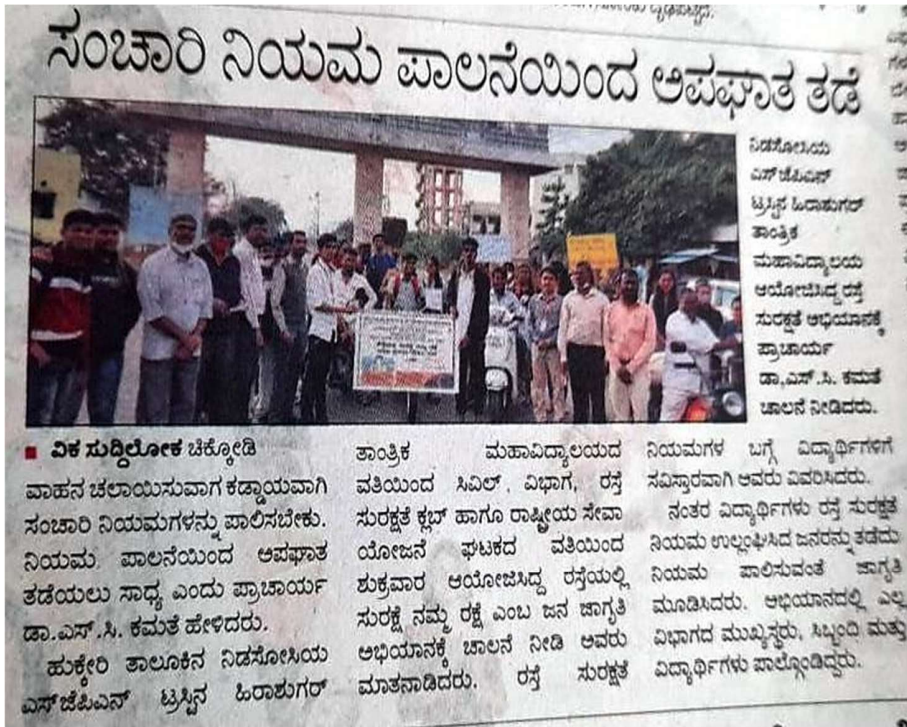 ಸಂಚಾರಿ ನಿಯಮ ಪಾಲನೆಯಿಂದ ಅಪಘಾತ ತಡೆ
ನಿಡಸೋಸಿಯ
ಎಸ್‌ಜೆಪಿಎನ್
ಟ್ರಸ್ಟಿನ ಹಿರಾಶುಗರ್
ತಾಂತ್ರಿಕ
ಮಹಾವಿದ್ಯಾಲಯ
ಆಯೋಜಿಸಿದ್ದ ರಸ್ತೆ
ಸುರಕ್ಷತೆ ಅಭಿಯಾನಕ್ಕೆ
ಪ್ರಾಚಾರ್ಯ
ಡಾ.ಎಸ್.ಸಿ. ಕಮತೆ
ಚಾಲನೆ ನೀಡಿದರು.
■ ವಿಕ ಸುದ್ದಿಲೋಕ ಚಿಕ್ಕೋಡಿ
ವಾಹನ ಚಲಾಯಿಸುವಾಗ ಕಡ್ಡಾಯವಾಗಿ
ಸಂಚಾರಿ ನಿಯಮಗಳನ್ನು ಪಾಲಿಸಬೇಕು.
ನಿಯಮ ಪಾಲನೆಯಿಂದ ಅಪಘಾತ
ತಡೆಯಲು ಸಾಧ್ಯ ಎಂದು ಪ್ರಾಚಾರ್ಯ
ಡಾ.ಎಸ್.ಸಿ. ಕಮತೆ ಹೇಳಿದರು.
ಹುಕ್ಕೇರಿ ತಾಲೂಕಿನ ನಿಡಸೋಸಿಯ
ಎಸ್‌ಜೆಪಿಎನ್ ಟ್ರಸ್ಟಿನ ಹಿರಾಶುಗರ್
ತಾಂತ್ರಿಕ ಮಹಾವಿದ್ಯಾಲಯದ
ವತಿಯಿಂದ ಸಿವಿಲ್ ವಿಭಾಗ, ರಸ್ತೆ
ಸುರಕ್ಷತೆ ಕ್ಲಬ್ ಹಾಗೂ ರಾಷ್ಟ್ರೀಯ ಸೇವಾ
ಯೋಜನೆ ಘಟಕದ ವತಿಯಿಂದ
ಶುಕ್ರವಾರ ಆಯೋಜಿಸಿದ್ದ ರಸ್ತೆಯಲ್ಲಿ
ಸುರಕ್ಷೆ ನಮ್ಮ ರಕ್ಷೆ ಎಂಬ ಜನ ಜಾಗೃತಿ
ಅಭಿಯಾನಕ್ಕೆ ಚಾಲನೆ ನೀಡಿ ಅವರು
ಮಾತನಾಡಿದರು. ರಸ್ತೆ ಸುರಕ್ಷತೆ
ನಿಯಮಗಳ ಬಗ್ಗೆ ವಿದ್ಯಾರ್ಥಿಗಳಿಗೆ
ಸವಿಸ್ತಾರವಾಗಿ ಅವರು ವಿವರಿಸಿದರು.
ನಂತರ ವಿದ್ಯಾರ್ಥಿಗಳು ರಸ್ತೆ ಸುರಕ್ಷತೆ
ನಿಯಮ ಉಲ್ಲಂಘಿಸಿದ ಜನರನ್ನು ತಡೆದು
ನಿಯಮ ಪಾಲಿಸುವಂತೆ ಜಾಗೃತಿ
ಮೂಡಿಸಿದರು. ಅಭಿಯಾನದಲ್ಲಿ ಎಲ್ಲ
ವಿಭಾಗದ ಮುಖ್ಯಸ್ಥರು, ಸಿಬ್ಬಂದಿ ಮತ್ತು
ವಿದ್ಯಾರ್ಥಿಗಳು ಪಾಲ್ಗೊಂಡಿದ್ದರು.